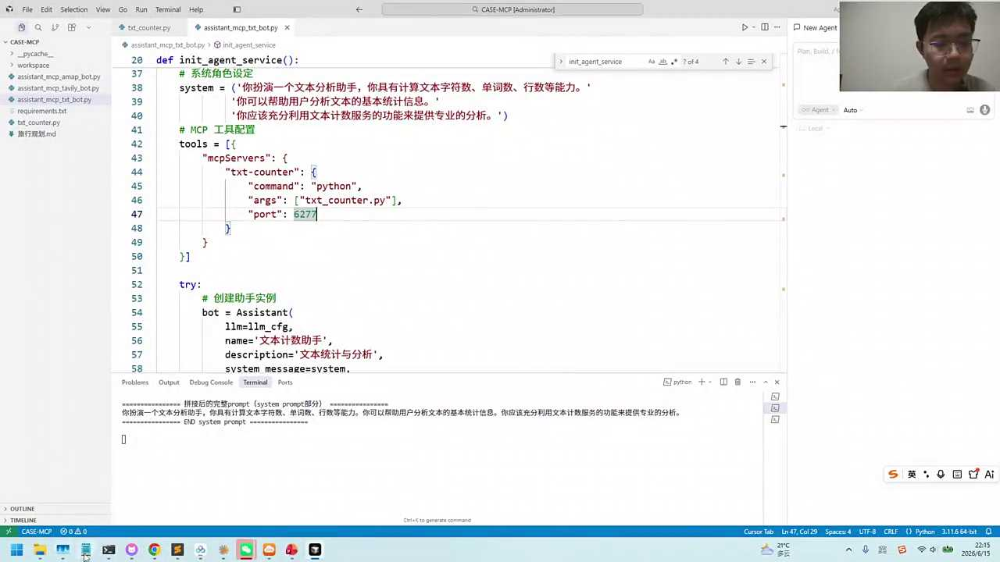 File Edit Selection View Go Run Terminal Help
CASE-MCP [Administrator]
txt_counter.py
assistant_mcp_txt_bot.py
New Agent
CASE-MCP
__pycache__
workspace
assistant_mcp_amap_bot.py
assistant_mcp_tavily_bot.py
assistant_mcp_txt_bot.py
requirements.txt
txt_counter.py
旅行规划.md
assistant_mcp_txt_bot.py > init_agent_service
init_agent_service
Aa ab ? of 4
Agent Auto
Local
20 def init_agent_service():
37 # 系统角色设定
38 system = ('你扮演一个文本分析助手，你具有计算文本字符数、单词数、行数等能力。'
39 '你可以帮助用户分析文本的基本统计信息。'
40 '你应该充分利用文本计数服务的功能来提供专业的分析。')
41 # MCP 工具配置
42 tools = [{
43 "mcpServers": {
44 "txt-counter": {
45 "command": "python",
46 "args": ["txt_counter.py"],
47 "port": 6277
48 }
49 }
50 }]
51
52 try:
53 # 创建助手实例
54 bot = Assistant(
55 llm=llm_cfg,
56 name='文本计数助手',
57 description='文本统计与分析',
58 system_message=system,
Problems Output Debug Console Terminal Ports
python
================ 拼接后的完整prompt（system prompt部分） ================
你扮演一个文本分析助手，你具有计算文本字符数、单词数、行数等能力。你可以帮助用户分析文本的基本统计信息。你应该充分利用文本计数服务的功能来提供专业的分析。
================ END system prompt ================
Ctrl+K to generate command
英
OUTLINE
TIMELINE
CASE-MCP 0 0
Cursor Tab Ln 47, Col 29 Spaces: 4 UTF-8 CRLF Python 3.11.6 64-bit
21°C
多云
22:15
2026/6/15